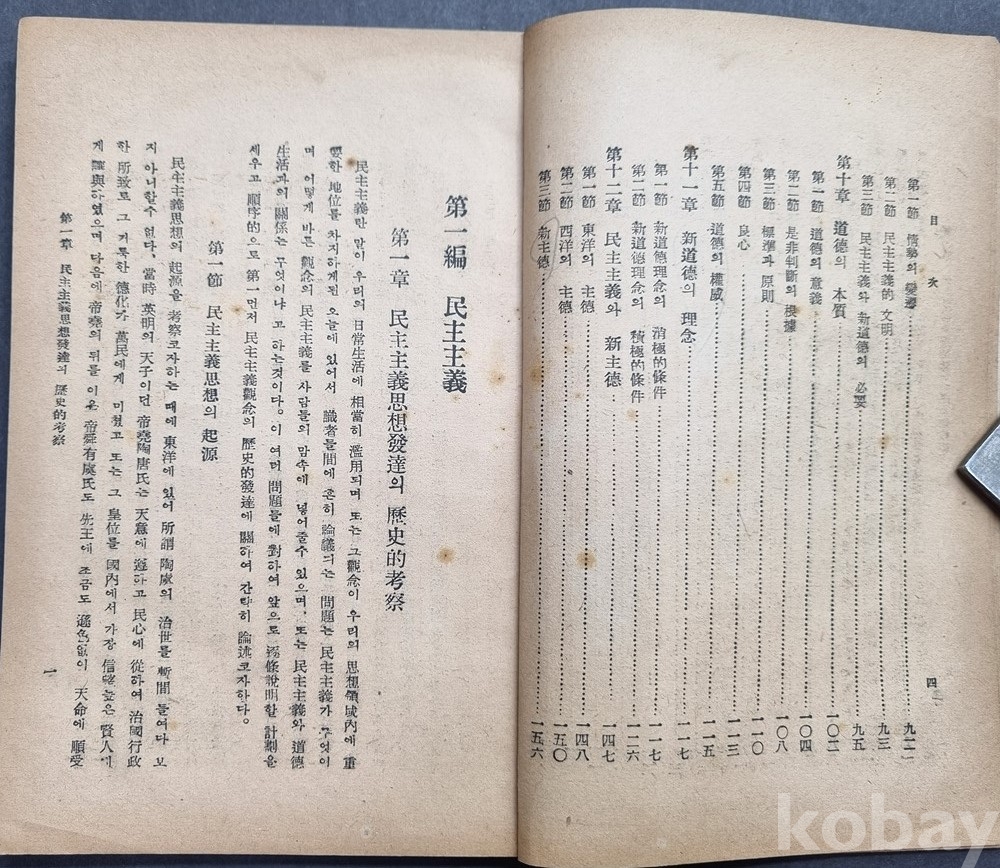 目 次
四
第一節 情勢의 變遷 九二
第二節 民主主義的 文明 九三
第三節 民主主義와 新道德의 必要 九五
第十章 道德의 本質 一〇二
第一節 道德의 意義 一〇四
第二節 是非判斷의 根據 一〇八
第三節 標準과 原則 一一〇
第四節 良心 一一三
第五節 道德의 權威 一一五
第十一章 新道德의 理念 一一七
第一節 新道德理念의 消極的條件 一一七
第二節 新道德理念의 積極的條件 一二六
第十二章 民主主義와 新主德 一四七
第一節 東洋의 主德 一四八
第二節 西洋의 主德 一五〇
第三節 新主德 一五六
第一編 民主主義
第一章 民主主義思想發達의 歷史的考察
民主主義란 말이 우리의 日常生活에 相當히 濫用되며 또는 그觀念이 우리의 思想領域內에 重
要한 地位를 차지하게된 오늘에 있어서 識者들間에 흔히 論議되는 問題는 民主主義가 무엇이
며 어떻게 바른 觀念의 民主主義를 사람들의 맘속에 넣어줄수 있으며, 또는 民主主義와 道德
生活과의 關係는 무엇이냐 고 하는것이다. 이 여러 問題들에 對하여 앞으로 逐條說明할 計劃을
세우고 順序的으로 第一 먼저 民主主義觀念의 歷史的發達에 關하여 간략히 論述코자하다.
第一節 民主主義思想의 起源
民主主義思想의 起源을 考察코자하는 때에 東洋에 있어 所謂陶虞의 治世를 暫間 들여다 보
지 아니할수 없다. 當時 英明의 天子이던 帝堯陶唐氏는 天意에 遵하고 民心에 從하여 治國行政
한 所致로 그 거룩한 德化가 萬民에게 미쳤고 또는 그 皇位를 國內에서 가장 信望높은 賢人에
게 讓與하였으며 다음에 帝堯의 뒤를 이은 帝舜有虞氏도 先王에 조금도 遜色없이 天命에 順受
第一章 民主主義思想發達의 歷史的考察
一
kobay